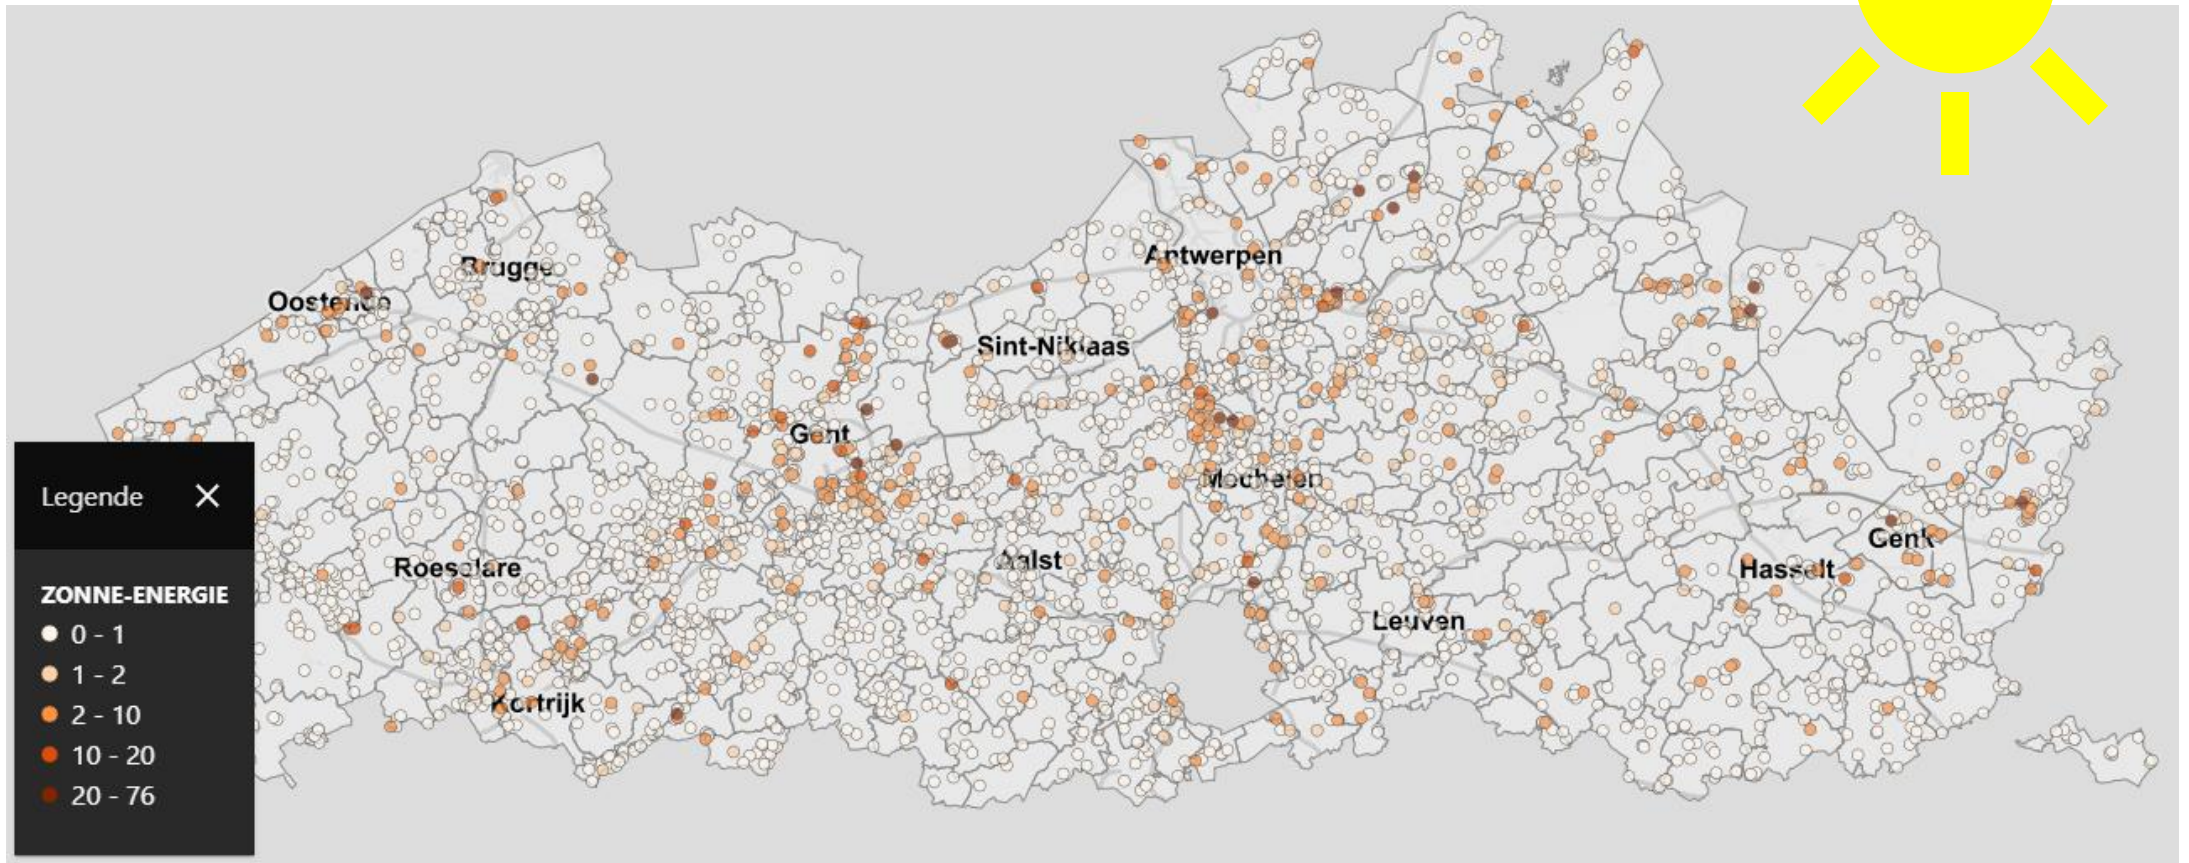 Antwerpen
Brugge
Oostende
Sint-Niklaas
Gent
Mechelen
Legende
Genk
Roeselare
Aalst
Hasselt
ZONNE-ENERGIE
0 - 1
Leuven
1 - 2
Kortrijk
2 - 10
10 - 20
20 - 76